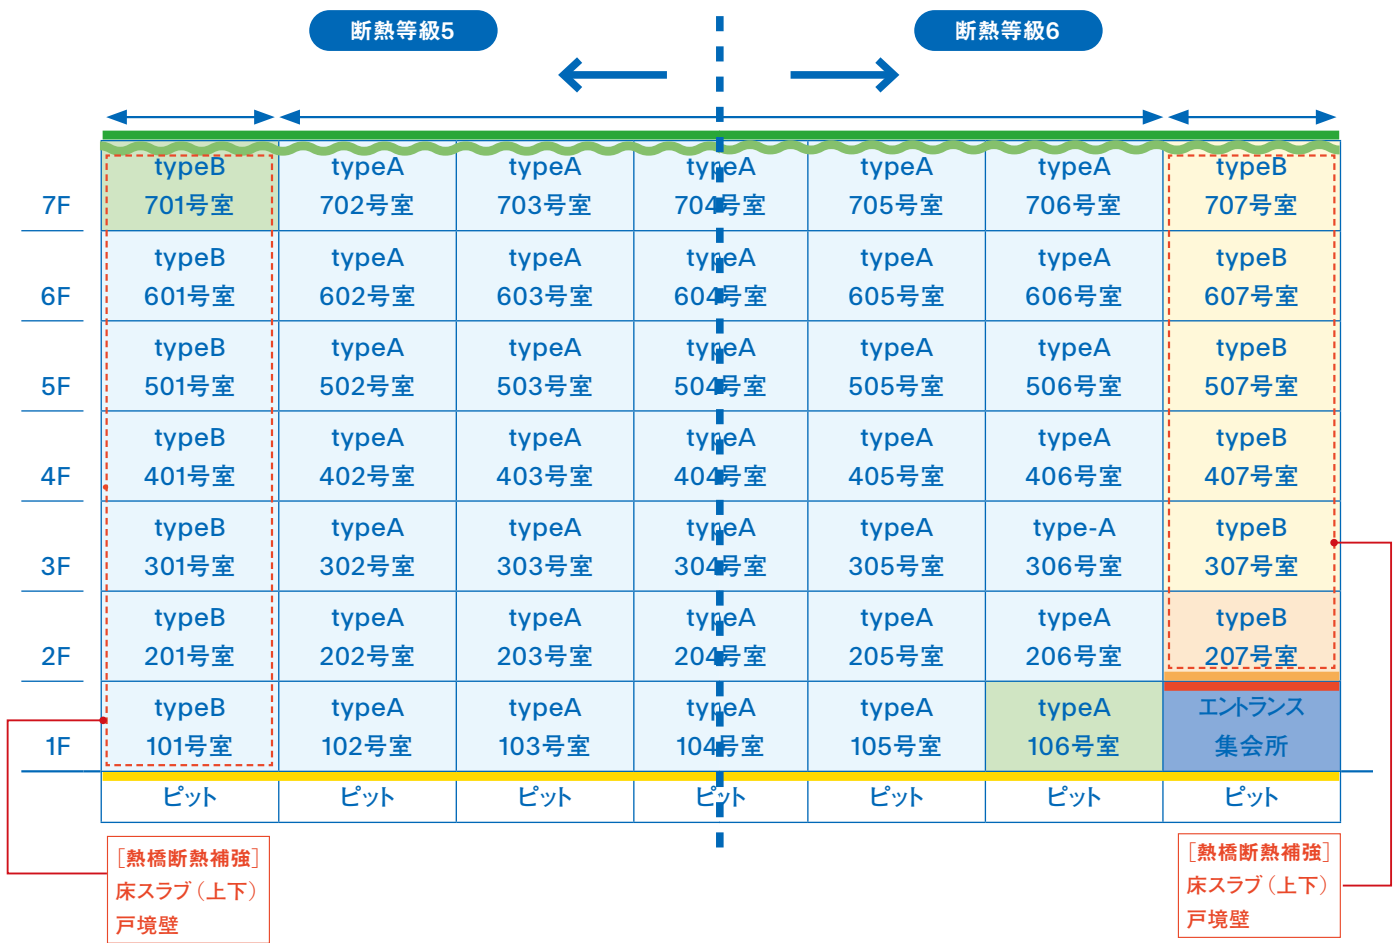 断熱等級5
断熱等級6
7F
typeB
701号室
typeA
702号室
typeA
703号室
typeA
704号室
typeA
705号室
typeA
706号室
typeB
707号室
6F
typeB
601号室
typeA
602号室
typeA
603号室
typeA
604号室
typeA
605号室
typeA
606号室
typeB
607号室
5F
typeB
501号室
typeA
502号室
typeA
503号室
typeA
504号室
typeA
505号室
typeA
506号室
typeB
507号室
4F
typeB
401号室
typeA
402号室
typeA
403号室
typeA
404号室
typeA
405号室
typeA
406号室
typeB
407号室
3F
typeB
301号室
typeA
302号室
typeA
303号室
typeA
304号室
typeA
305号室
type-A
306号室
typeB
307号室
2F
typeB
201号室
typeA
202号室
typeA
203号室
typeA
204号室
typeA
205号室
typeA
206号室
typeB
207号室
1F
typeB
101号室
typeA
102号室
typeA
103号室
typeA
104号室
typeA
105号室
typeA
106号室
エントランス
集会所
ピット
ピット
ピット
ピット
ピット
ピット
ピット
[熱橋断熱補強]
床スラブ（上下）
戸境壁
[熱橋断熱補強]
床スラブ（上下）
戸境壁